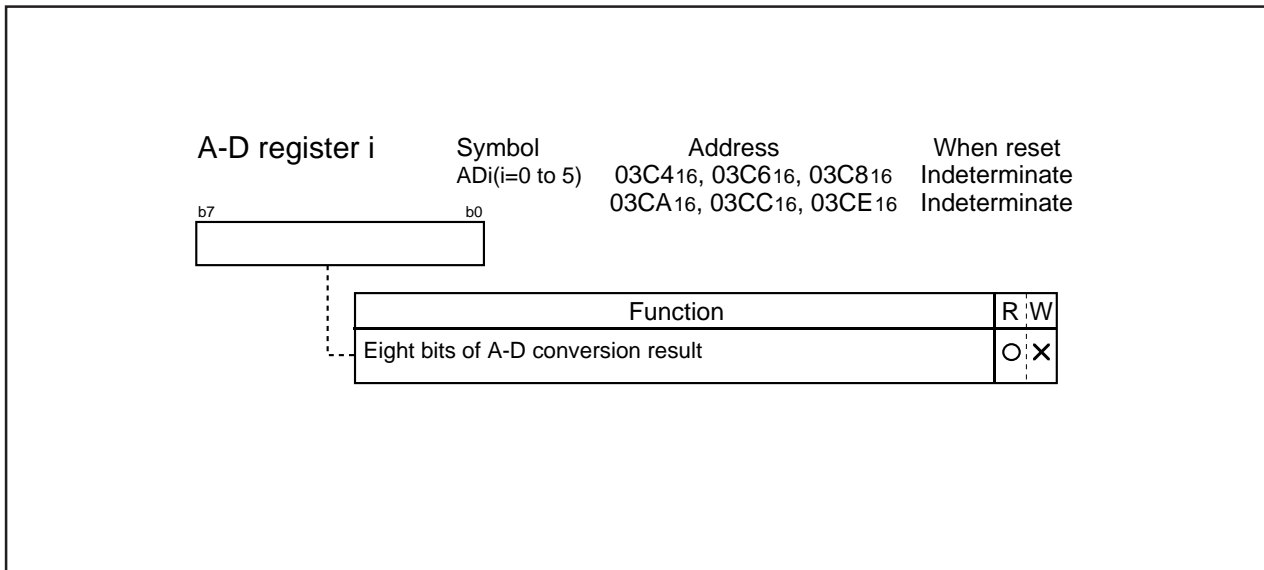 A-D register i Symbol Address When reset
ADi(i=0 to 5) 03C416, 03C616, 03C816 Indeterminate
03CA16, 03CC16, 03CE16 Indeterminate
b7 b0
Function R W
Eight bits of A-D conversion result O X